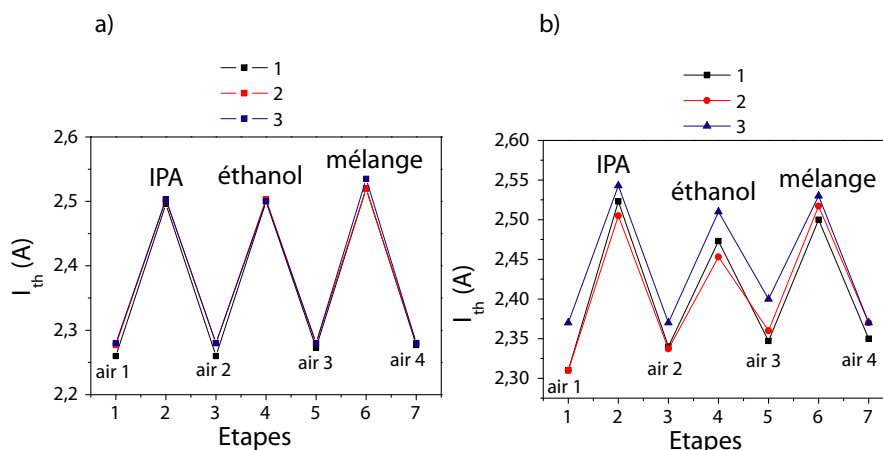 a)
1
2
3
2,6
2,5
2,4
2,3
2,2
I th (A)
IPA
éthanol
mélange
air 1
air 2
air 3
air 4
1 2 3 4 5 6 7
Etapes
b)
1
2
3
2,60
2,55
2,50
2,45
2,40
2,35
2,30
I th (A)
IPA
éthanol
mélange
air 1
air 2
air 3
air 4
1 2 3 4 5 6 7
Etapes